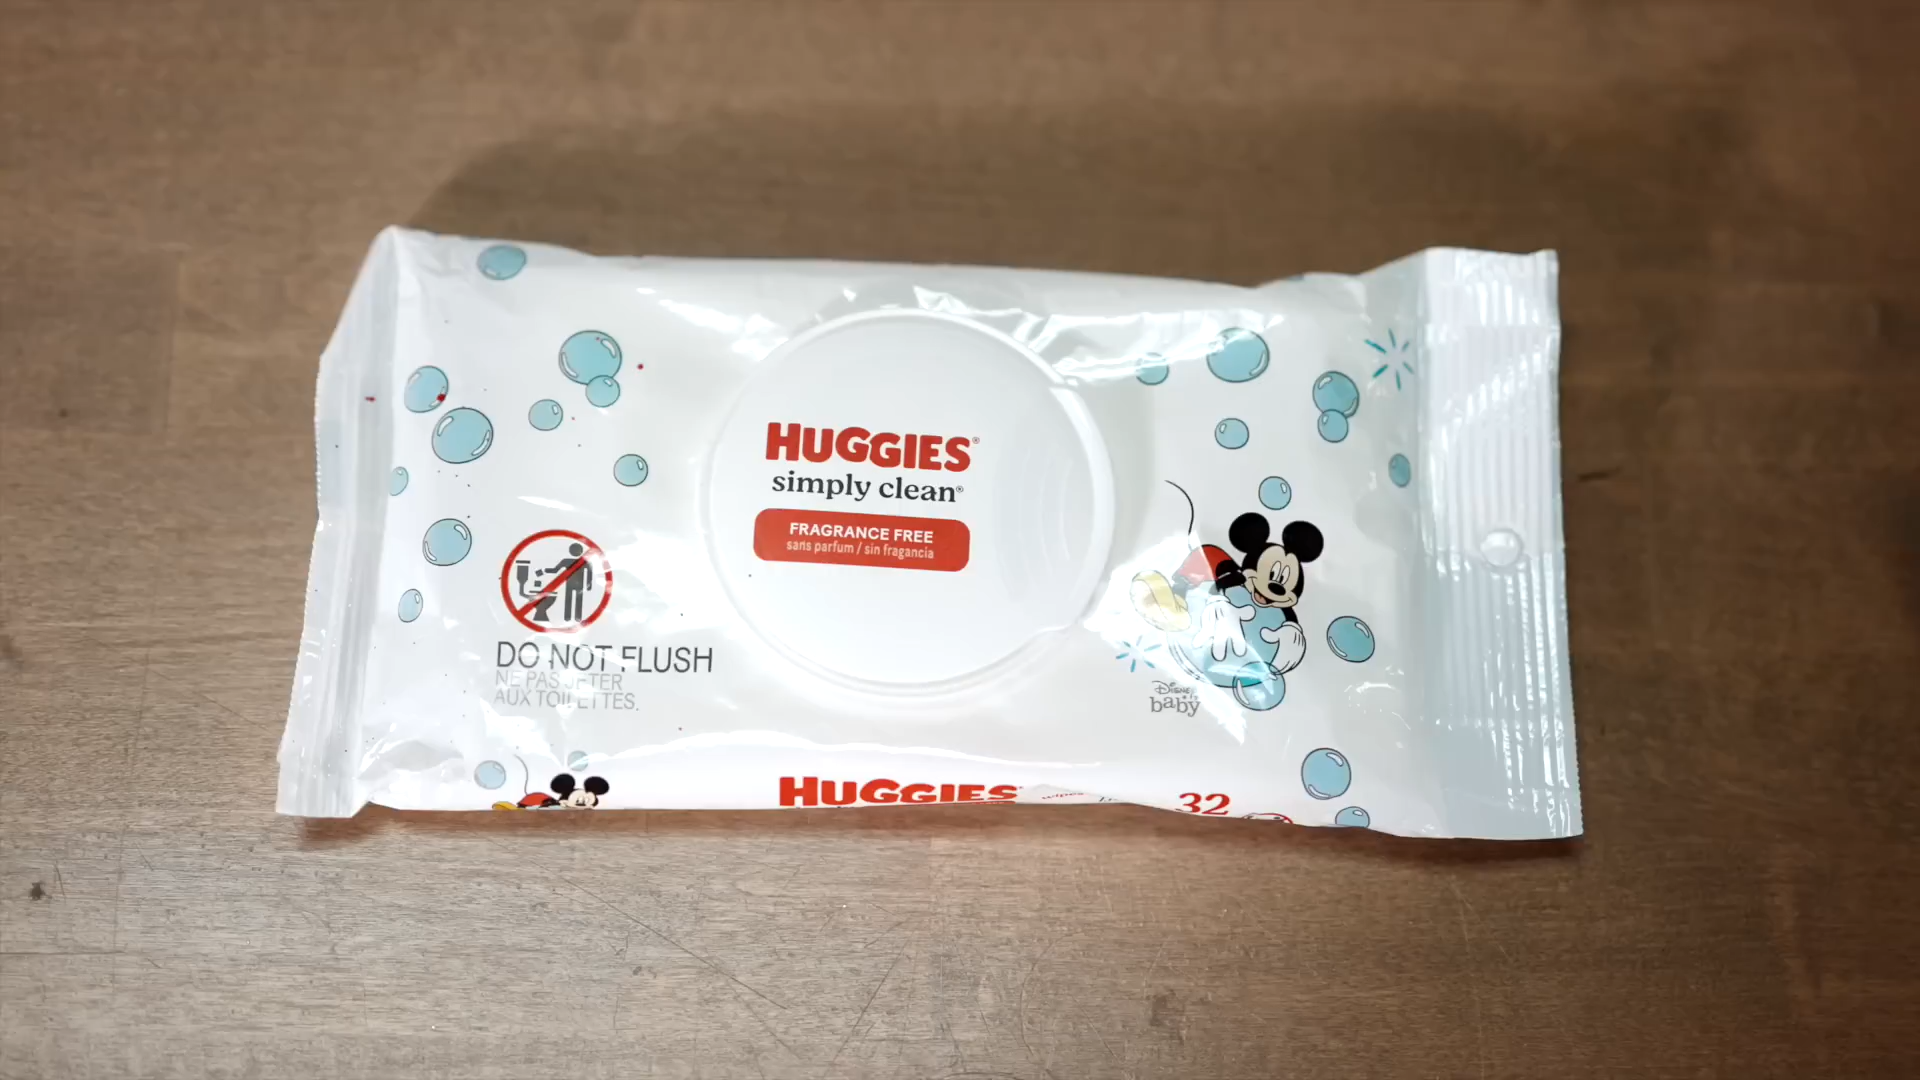 HUGGIES®
simply clean®
FRAGRANCE FREE
sans parfum / sin fragancia
DO NOT FLUSH
NE PAS JETER
AUX TOILETTES.
Disney
baby
HUGGIES
wipes
32